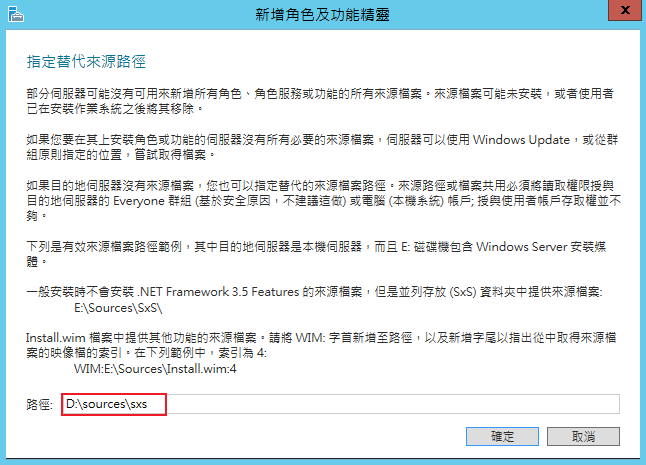 新增角色及功能精靈
x
指定替代來源路徑
部分伺服器可能沒有可用來新增所有角色、角色服務或功能的所有來源檔案。來源檔案可能未安裝，或者使用者
已在安裝作業系統之後將其移除。
如果您要在其上安裝角色或功能的伺服器沒有所有必要的來源檔案，伺服器可以使用 Windows Update，或從群
組原則指定的位置，嘗試取得檔案。
如果目的地伺服器沒有來源檔案，您也可以指定替代的來源檔案路徑。來源路徑或檔案共用必須將讀取權限授與
目的地伺服器的 Everyone 群組 (基於安全原因，不建議這做) 或電腦 (本機系統) 帳戶; 授與使用者帳戶存取權並不
夠。
下列是有效來源檔案路徑範例，其中目的地伺服器是本機伺服器，而且 E: 磁碟機包含 Windows Server 安裝媒
體。
一般安裝時不會安裝 .NET Framework 3.5 Features 的來源檔案，但是並列存放 (SxS) 資料夾中提供來源檔案:
E:\Sources\SxS\
Install.wim 檔案中提供其他功能的來源檔案。請將 WIM: 字首新增至路徑，以及新增字尾以指出從中取得來源檔
案的映像檔的索引。在下列範例中，索引為 4:
WIM:E:\Sources\Install.wim:4
路徑: D:\sources\sxs
確定 取消